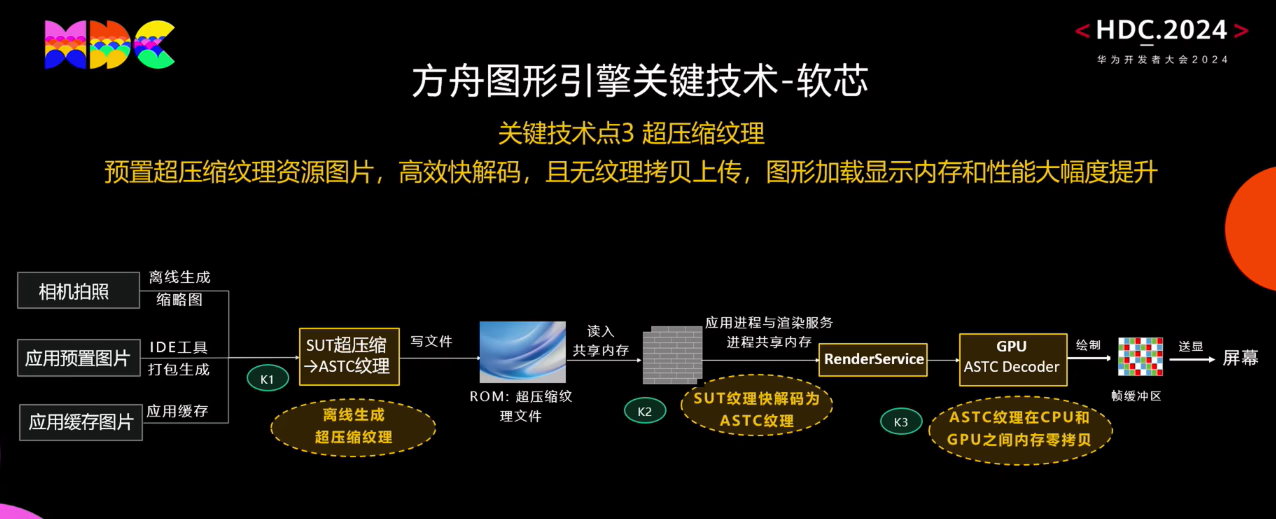 HDC
<HDC.2024>
华为开发者大会2024
方舟图形引擎关键技术-软芯
关键技术点3 超压缩纹理
预置超压缩纹理资源图片，高效快解码，且无纹理拷贝上传，图形加载显示内存和性能大幅度提升
相机拍照
离线生成
缩略图
应用预置图片
IDE工具
打包生成
应用缓存图片
应用缓存
K1
SUT超压缩
→ASTC纹理
离线生成
超压缩纹理
写文件
ROM：超压缩纹
理文件
读入
共享内存
K2
应用进程与渲染服务
进程共享内存
SUT纹理快解码为
ASTC纹理
RenderService
K3
GPU
ASTC Decoder
ASTC纹理在CPU和
GPU之间内存零拷贝
绘制
帧缓冲区
送显
屏幕